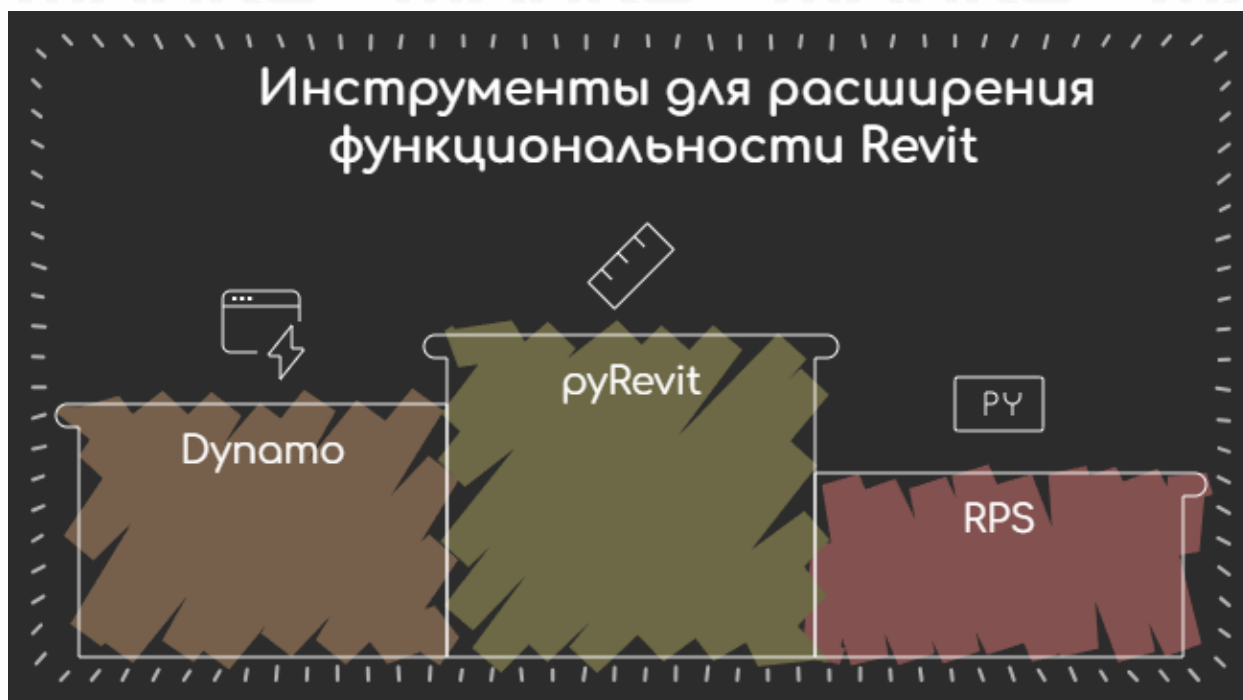 Инструменты для расширения
функциональности Revit
pyRevit
PY
Dynamo
RPS